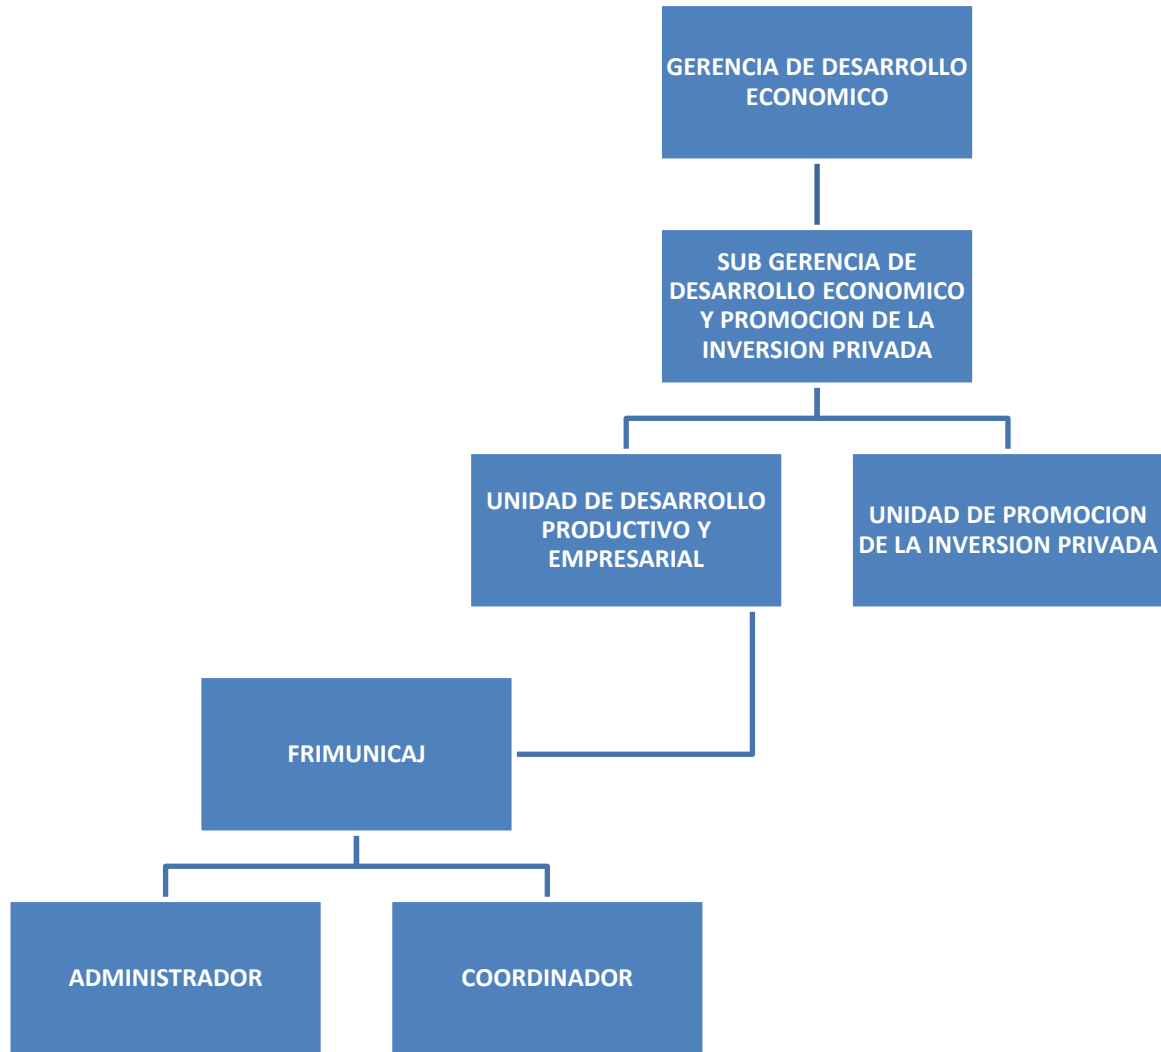 GERENCIA DE DESARROLLO
ECONOMICO
SUB GERENCIA DE
DESARROLLO ECONOMICO
Y PROMOCION DE LA
INVERSION PRIVADA
UNIDAD DE DESARROLLO
PRODUCTIVO Y
EMPRESARIAL
UNIDAD DE PROMOCION
DE LA INVERSION PRIVADA
FRIMUNICAJ
ADMINISTRADOR
COORDINADOR